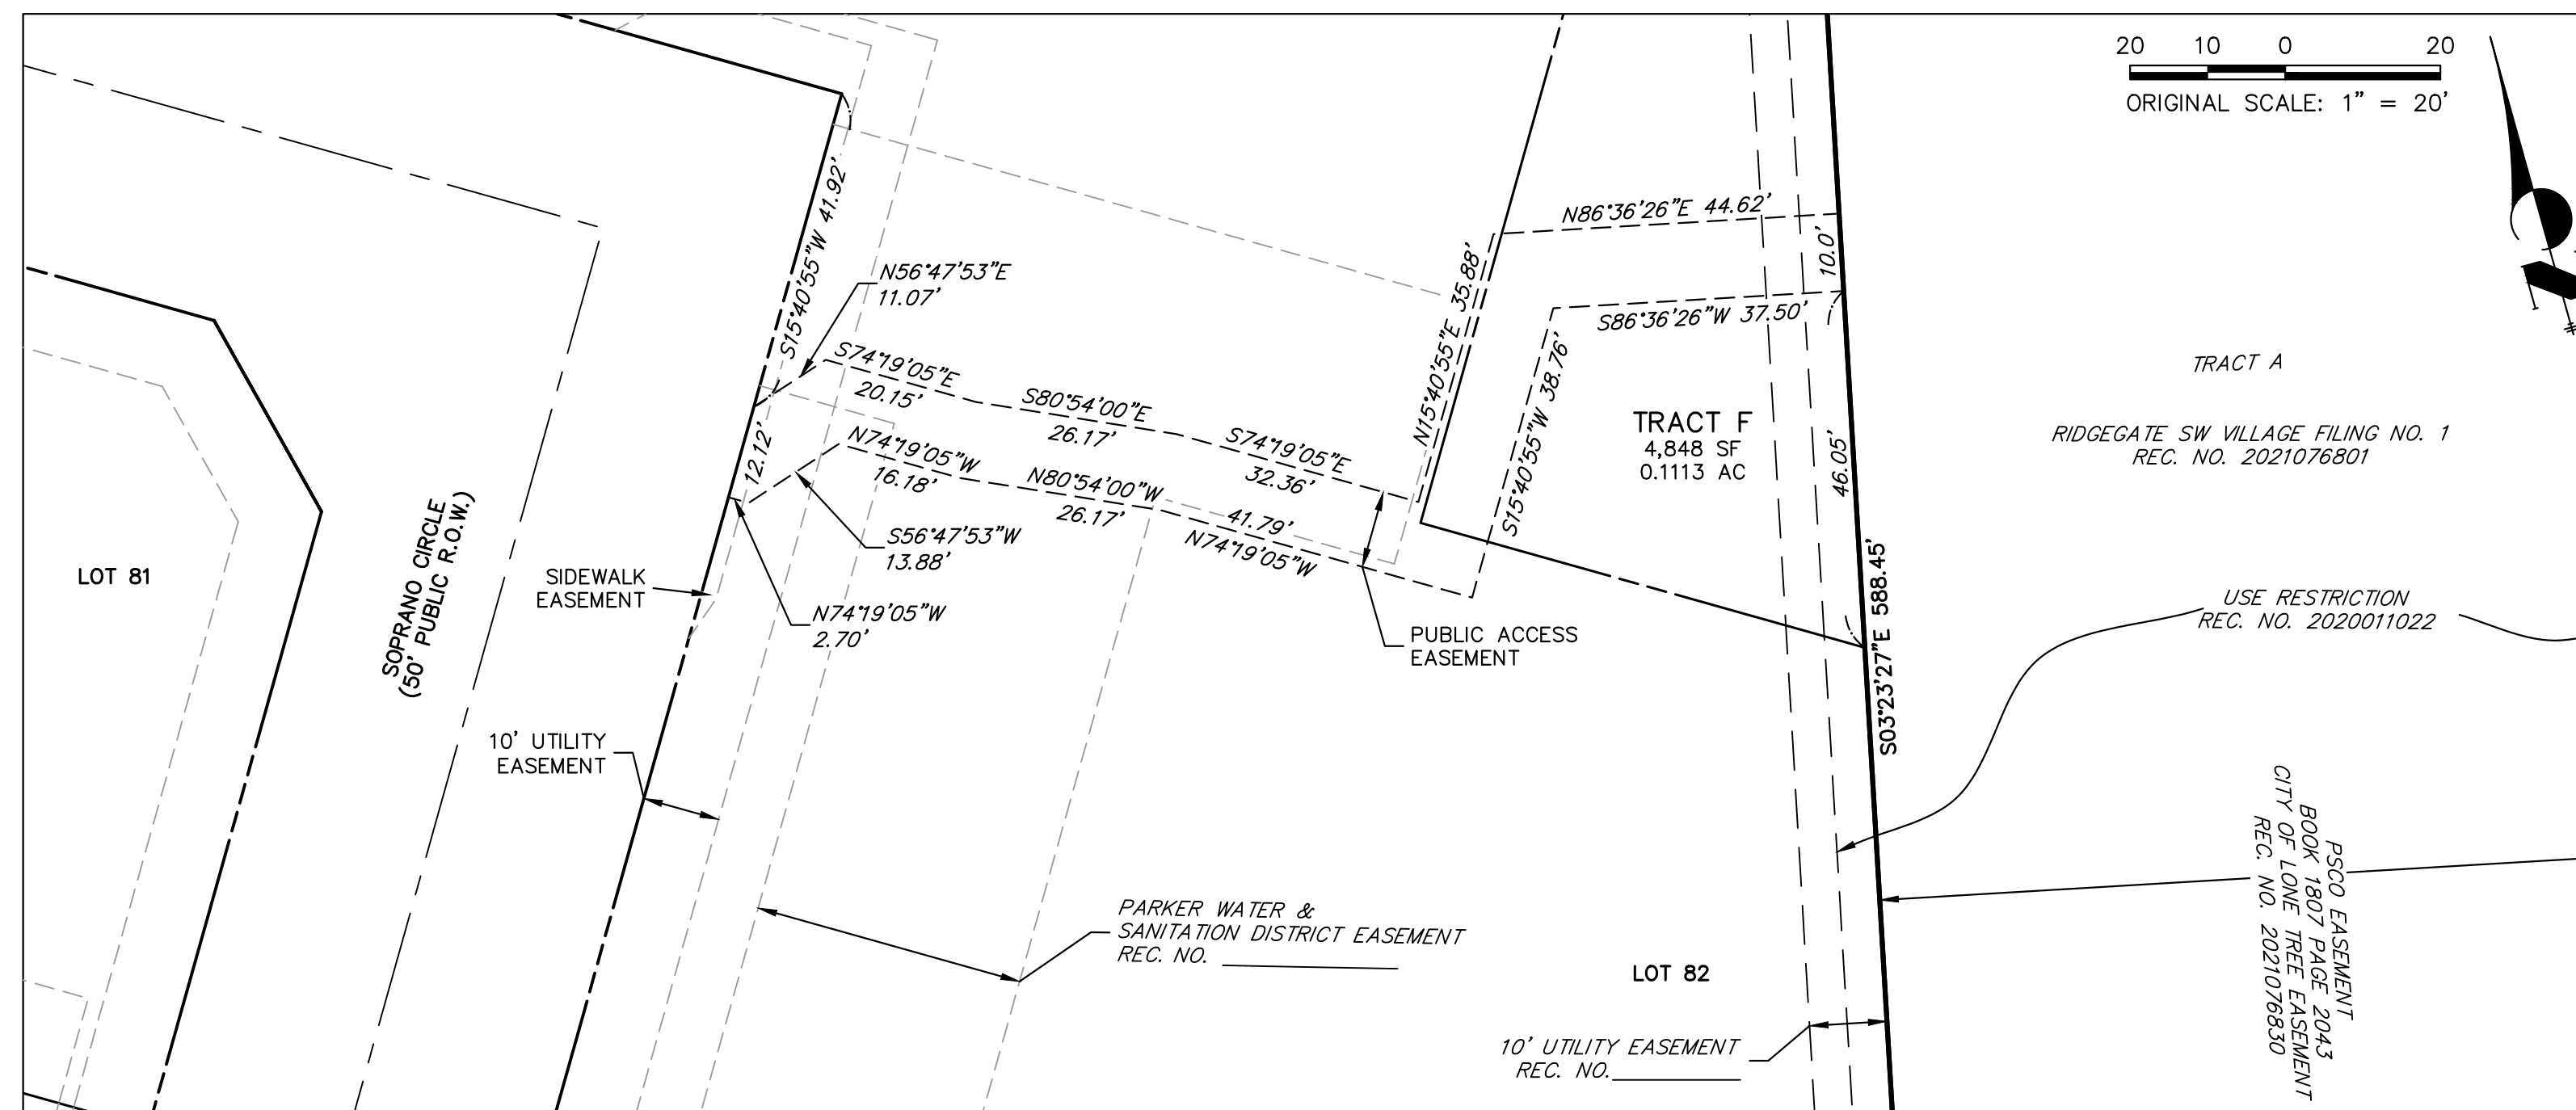 20 10 0 20
ORIGINAL SCALE: 1" = 20'
S15°40'55"W 41.92'
N86°36'26"E 44.62'
10.0'
N56°47'53"E
11.07'
N15°40'55"E 35.88'
S86°36'26"W 37.50'
S74°19'05"E
20.15'
S80°54'00"E
26.17'
S74°19'05"E
32.36'
S15°40'55"W 38.76'
TRACT F
4,848 SF
0.1113 AC
46.05'
TRACT A
RIDGEGATE SW VILLAGE FILING NO. 1
REC. NO. 2021076801
12.12'
N74°19'05"W
16.18'
N80°54'00"W
26.17'
41.79'
N74°19'05"W
S56°47'53"W
13.88'
N74°19'05"W
2.70'
LOT 81
SOPRANO CIRCLE
(50' PUBLIC R.O.W.)
SIDEWALK
EASEMENT
PUBLIC ACCESS
EASEMENT
S03°23'27"E 588.45'
USE RESTRICTION
REC. NO. 2020011022
10' UTILITY
EASEMENT
PARKER WATER &
SANITATION DISTRICT EASEMENT
REC. NO.
LOT 82
PSCO EASEMENT
BOOK 1807 PAGE 2043
CITY OF LONE TREE EASEMENT
REC. NO. 2021076830
10' UTILITY EASEMENT
REC. NO.